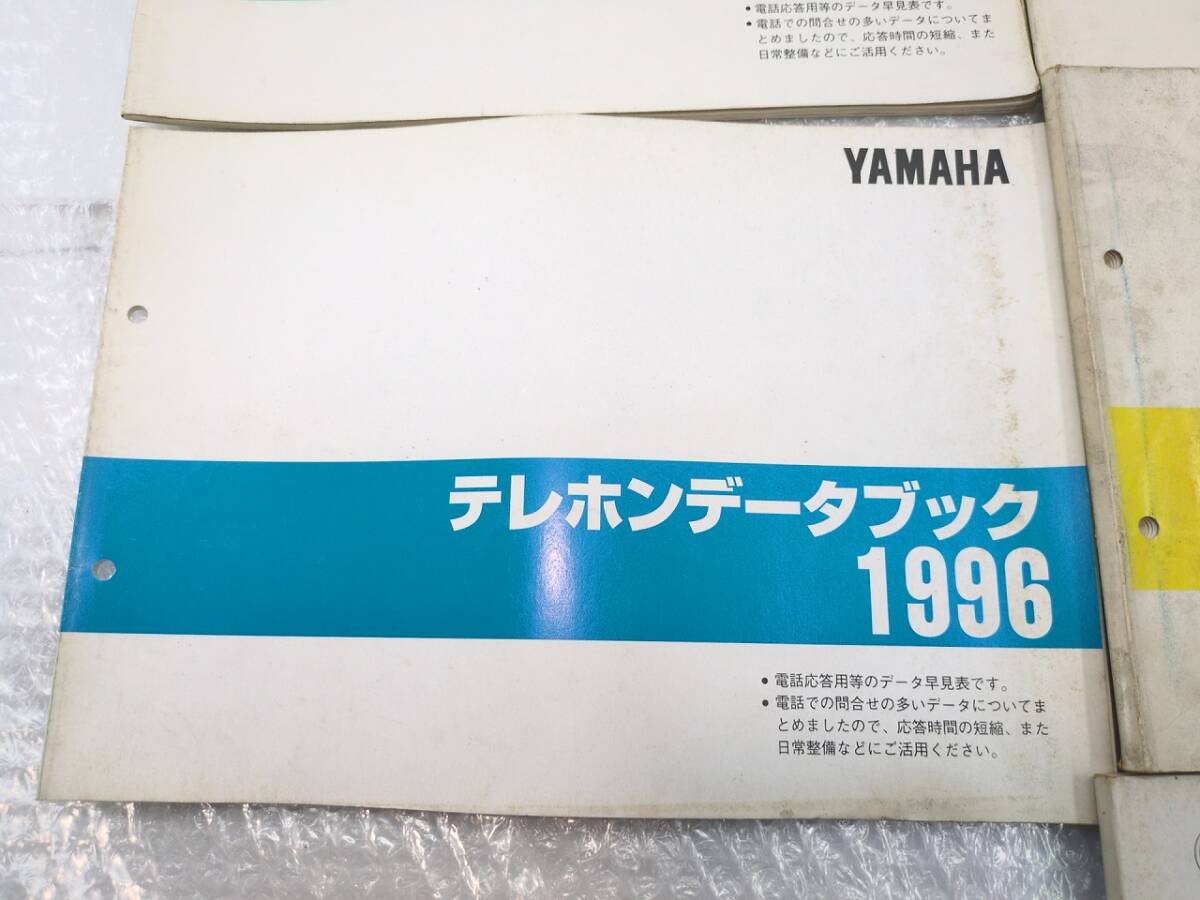 ● 電話応答用等のデータ早見表です。
● 電話での問合せの多いデータについてま
とめましたので、応答時間の短縮、また
日常整備などにご活用ください。
YAMAHA
テレホンデータブック
1996
● 電話応答用等のデータ早見表です。
● 電話での問合せの多いデータについてま
とめましたので、応答時間の短縮、また
日常整備などにご活用ください。